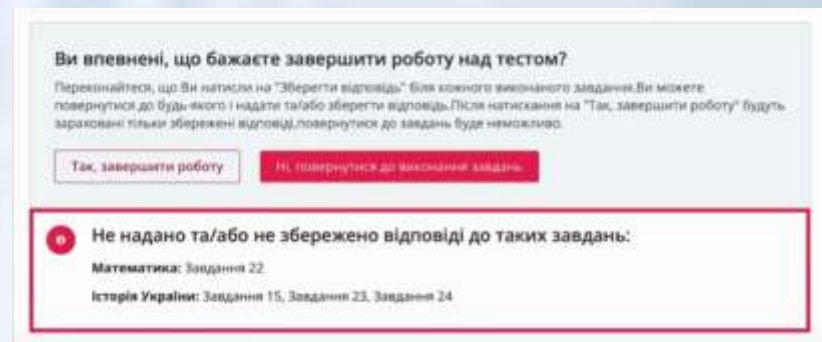 Ви впевнені, що бажаєте завершити роботу над тестом?
Переконайтеся, що Ви натисли на "Зберегти відповідь" біля кожного виконаного завдання.Ви можете
повернутися до будь-якого і надати та/або зберегти відповідь.Після натискання на "Так, завершити роботу" будуть
зараховані тільки збережені відповіді,повернутися до завдань буде неможливо.
Так, завершити роботу
Ні, повернутися до виконання завдань
Не надано та/або не збережено відповіді до таких завдань:
Математика: Завдання 22
Історія України: Завдання 15, Завдання 23, Завдання 24